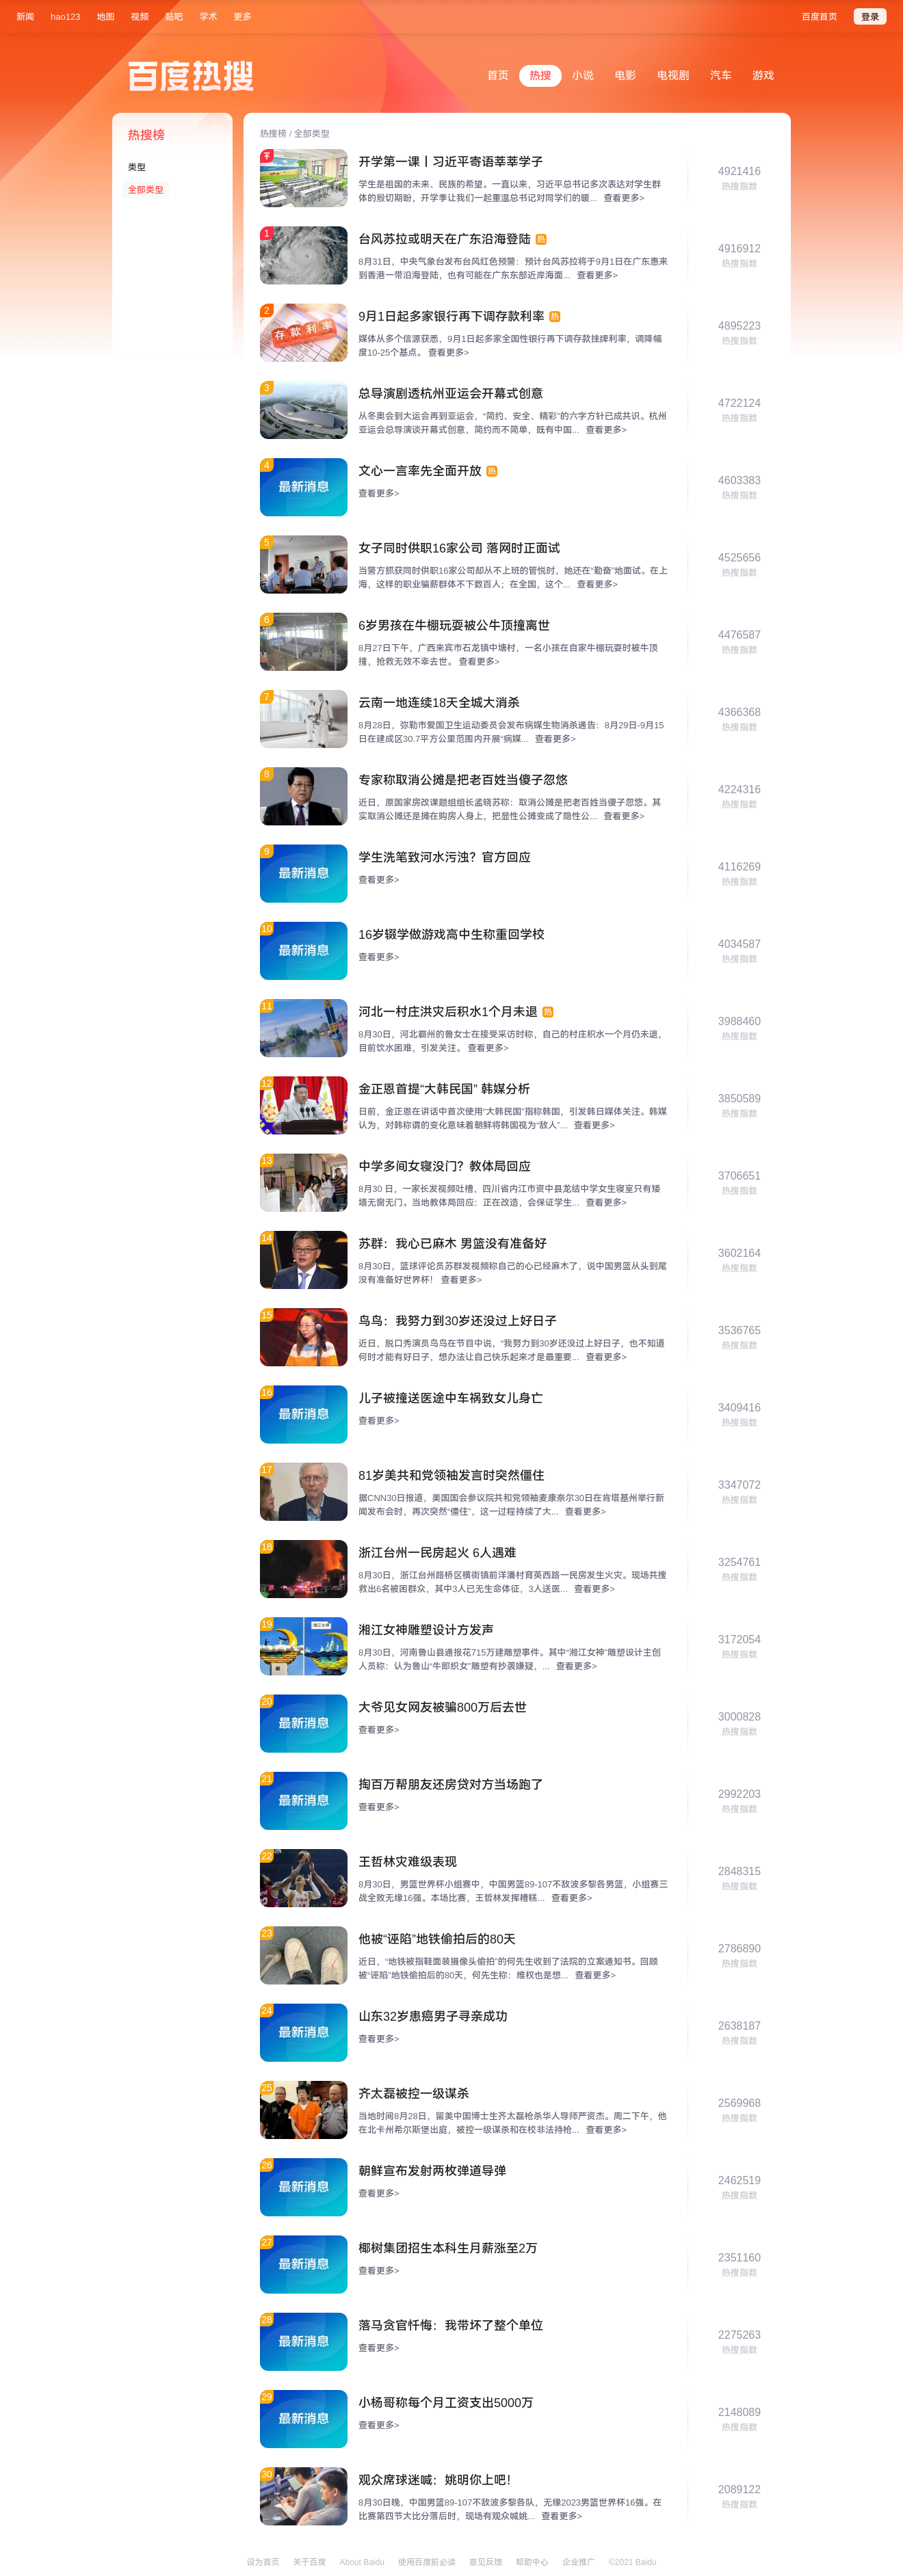 新闻 hao123 地图 视频 贴吧 学术 更多 百度首页 登录
百度热搜
首页 热搜 小说 电影 电视剧 汽车 游戏
热搜榜
类型
全部类型
热搜榜 / 全部类型
开学第一课丨习近平寄语莘莘学子
学生是祖国的未来、民族的希望。一直以来，习近平总书记多次表达对学生群
体的殷切期盼，开学季让我们一起重温总书记对同学们的暖... 查看更多>
4921416
热搜指数
1
台风苏拉或明天在广东沿海登陆 热
8月31日，中央气象台发布台风红色预警：预计台风苏拉将于9月1日在广东惠来
到香港一带沿海登陆，也有可能在广东东部近岸海面... 查看更多>
4916912
热搜指数
2
存款利率
9月1日起多家银行再下调存款利率 热
媒体从多个信源获悉，9月1日起多家全国性银行再下调存款挂牌利率，调降幅
度10-25个基点。 查看更多>
4895223
热搜指数
3
总导演剧透杭州亚运会开幕式创意
从冬奥会到大运会再到亚运会，“简约、安全、精彩”的六字方针已成共识。杭州
亚运会总导演谈开幕式创意，简约而不简单，既有中国... 查看更多>
4722124
热搜指数
4
最新消息
文心一言率先全面开放 热
查看更多>
4603383
热搜指数
5
女子同时供职16家公司 落网时正面试
当警方抓获同时供职16家公司却从不上班的管悦时，她还在“勤奋”地面试。在上
海，这样的职业骗薪群体不下数百人；在全国，这个... 查看更多>
4525656
热搜指数
6
6岁男孩在牛棚玩耍被公牛顶撞离世
8月27日下午，广西来宾市石龙镇中塘村，一名小孩在自家牛棚玩耍时被牛顶
撞，抢救无效不幸去世。 查看更多>
4476587
热搜指数
7
云南一地连续18天全城大消杀
8月28日，弥勒市爱国卫生运动委员会发布病媒生物消杀通告：8月29日-9月15
日在建成区30.7平方公里范围内开展“病媒... 查看更多>
4366368
热搜指数
8
专家称取消公摊是把老百姓当傻子忽悠
近日，原国家房改课题组组长孟晓苏称：取消公摊是把老百姓当傻子忽悠。其
实取消公摊还是摊在购房人身上，把显性公摊变成了隐性公... 查看更多>
4224316
热搜指数
9
最新消息
学生洗笔致河水污浊？官方回应
查看更多>
4116269
热搜指数
10
最新消息
16岁辍学做游戏高中生称重回学校
查看更多>
4034587
热搜指数
11
河北一村庄洪灾后积水1个月未退 热
8月30日，河北霸州的鲁女士在接受采访时称，自己的村庄积水一个月仍未退，
目前饮水困难，引发关注。 查看更多>
3988460
热搜指数
12
金正恩首提“大韩民国” 韩媒分析
日前，金正恩在讲话中首次使用“大韩民国”指称韩国，引发韩日媒体关注。韩媒
认为，对韩称谓的变化意味着朝鲜将韩国视为“敌人”... 查看更多>
3850589
热搜指数
13
中学多间女寝没门？教体局回应
8月30 日，一家长发视频吐槽，四川省内江市资中县龙结中学女生寝室只有矮
墙无窗无门。当地教体局回应：正在改造，会保证学生... 查看更多>
3706651
热搜指数
14
苏群：我心已麻木 男篮没有准备好
8月30日，篮球评论员苏群发视频称自己的心已经麻木了，说中国男篮从头到尾
没有准备好世界杯！ 查看更多>
3602164
热搜指数
15
鸟鸟：我努力到30岁还没过上好日子
近日，脱口秀演员鸟鸟在节目中说，“我努力到30岁还没过上好日子，也不知道
何时才能有好日子，想办法让自己快乐起来才是最重要... 查看更多>
3536765
热搜指数
16
最新消息
儿子被撞送医途中车祸致女儿身亡
查看更多>
3409416
热搜指数
17
81岁美共和党领袖发言时突然僵住
据CNN30日报道，美国国会参议院共和党领袖麦康奈尔30日在肯塔基州举行新
闻发布会时，再次突然“僵住”，这一过程持续了大... 查看更多>
3347072
热搜指数
18
浙江台州一民房起火 6人遇难
8月30日，浙江台州路桥区横街镇前洋潘村育英西路一民房发生火灾。现场共搜
救出6名被困群众，其中3人已无生命体征，3人送医... 查看更多>
3254761
热搜指数
19
湘江女神雕塑设计方发声
8月30日，河南鲁山县通报花715万建雕塑事件。其中“湘江女神”雕塑设计主创
人员称：认为鲁山“牛郎织女”雕塑有抄袭嫌疑，... 查看更多>
3172054
热搜指数
20
最新消息
大爷见女网友被骗800万后去世
查看更多>
3000828
热搜指数
21
最新消息
掏百万帮朋友还房贷对方当场跑了
查看更多>
2992203
热搜指数
22
王哲林灾难级表现
8月30日，男篮世界杯小组赛中，中国男篮89-107不敌波多黎各男篮，小组赛三
战全败无缘16强。本场比赛，王哲林发挥糟糕... 查看更多>
2848315
热搜指数
23
他被“诬陷”地铁偷拍后的80天
近日，“地铁被指鞋面装摄像头偷拍”的何先生收到了法院的立案通知书。回顾
被“诬陷”地铁偷拍后的80天，何先生称：维权也是想... 查看更多>
2786890
热搜指数
24
最新消息
山东32岁患癌男子寻亲成功
查看更多>
2638187
热搜指数
25
齐太磊被控一级谋杀
当地时间8月28日，留美中国博士生齐太磊枪杀华人导师严资杰。周二下午，他
在北卡州希尔斯堡出庭，被控一级谋杀和在校非法持枪... 查看更多>
2569968
热搜指数
26
最新消息
朝鲜宣布发射两枚弹道导弹
查看更多>
2462519
热搜指数
27
最新消息
椰树集团招生本科生月薪涨至2万
查看更多>
2351160
热搜指数
28
最新消息
落马贪官忏悔：我带坏了整个单位
查看更多>
2275263
热搜指数
29
最新消息
小杨哥称每个月工资支出5000万
查看更多>
2148089
热搜指数
30
观众席球迷喊：姚明你上吧！
8月30日晚，中国男篮89-107不敌波多黎各队，无缘2023男篮世界杯16强。在
比赛第四节大比分落后时，现场有观众喊姚... 查看更多>
2089122
热搜指数
设为首页 关于百度 About Baidu 使用百度前必读 意见反馈 帮助中心 企业推广 ©2021 Baidu